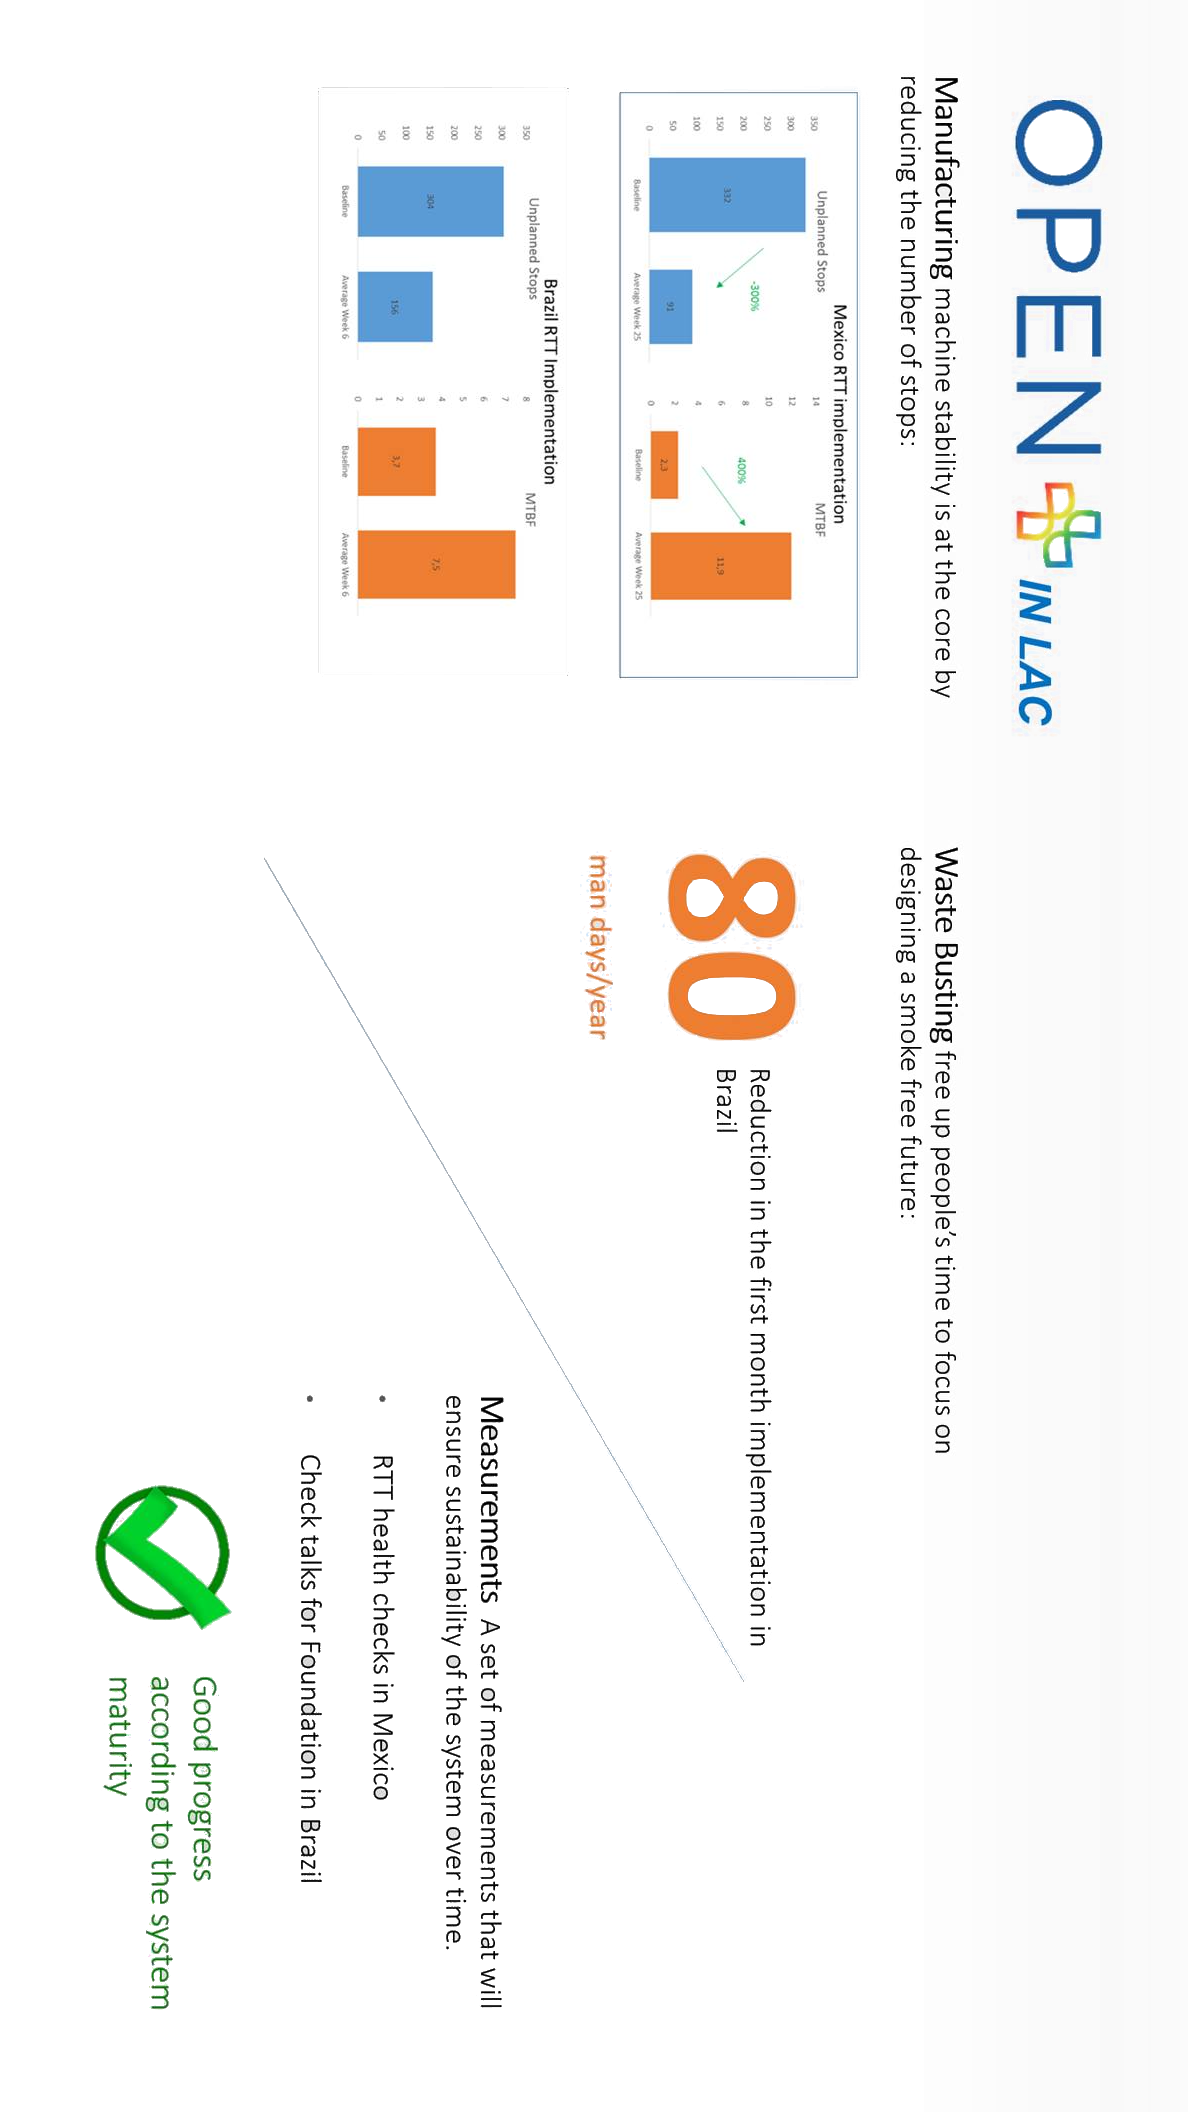 OPEN IN LAC
Manufacturing machine stability is at the core by
reducing the number of stops:
Mexico RTT implementation
Unplanned Stops
350
300
250
200
150
100
50
0
332
91
-300%
Baseline
Average Week 25
MTBF
14
12
10
8
6
4
2
0
2,3
11,9
400%
Baseline
Average Week 25
Brazil RTT Implementation
Unplanned Stops
350
300
250
200
150
100
50
0
304
156
Baseline
Average Week 6
MTBF
8
7
6
5
4
3
2
1
0
3,7
7,5
Baseline
Average Week 6
Waste Busting free up people's time to focus on
designing a smoke free future:
80
man days/year
Reduction in the first month implementation in
Brazil
Measurements A set of measurements that will
ensure sustainability of the system over time.
• RTT health checks in Mexico
• Check talks for Foundation in Brazil
Good progress
according to the system
maturity